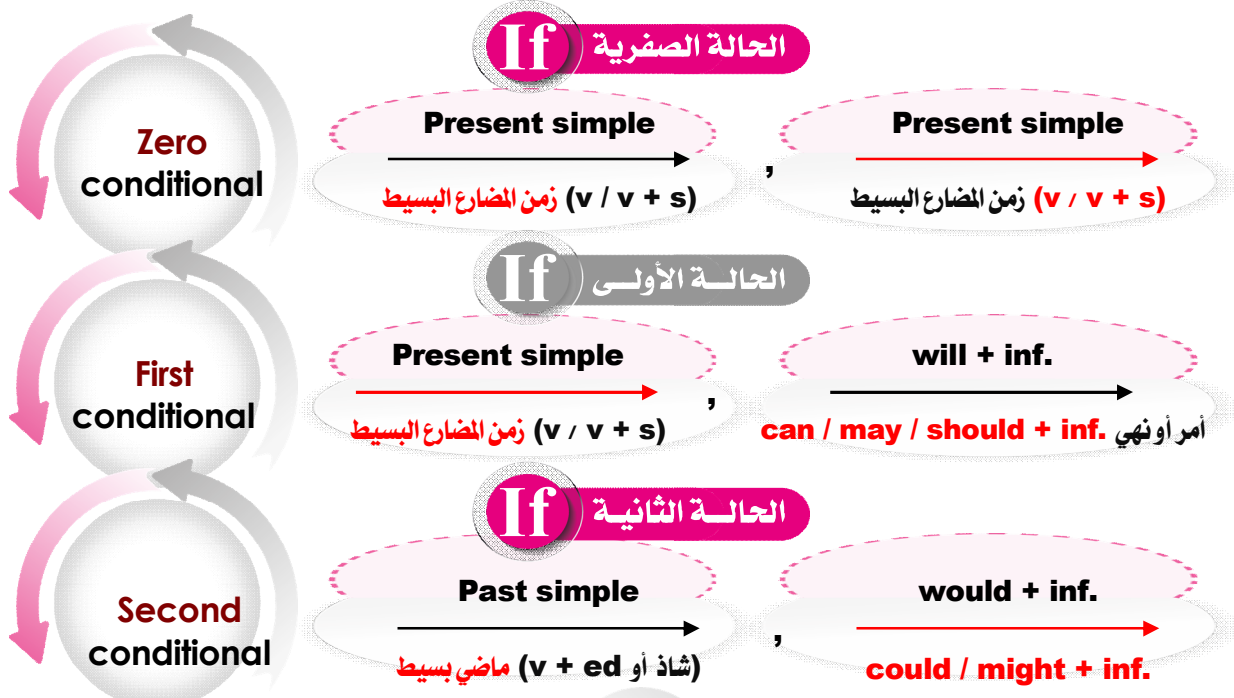 الحالة الصفرية If
Zero conditional
Present simple , Present simple
زمن المضارع البسيط (v / v + s)
زمن المضارع البسيط (v / v + s)
الحالــة الأولــى If
First conditional
Present simple , will + inf.
زمن المضارع البسيط (v / v + s)
can / may / should + inf. أمر أو نهي
الحالــة الثانيـة If
Second conditional
Past simple , would + inf.
ماضي بسيط (v + ed أو شاذ)
could / might + inf.